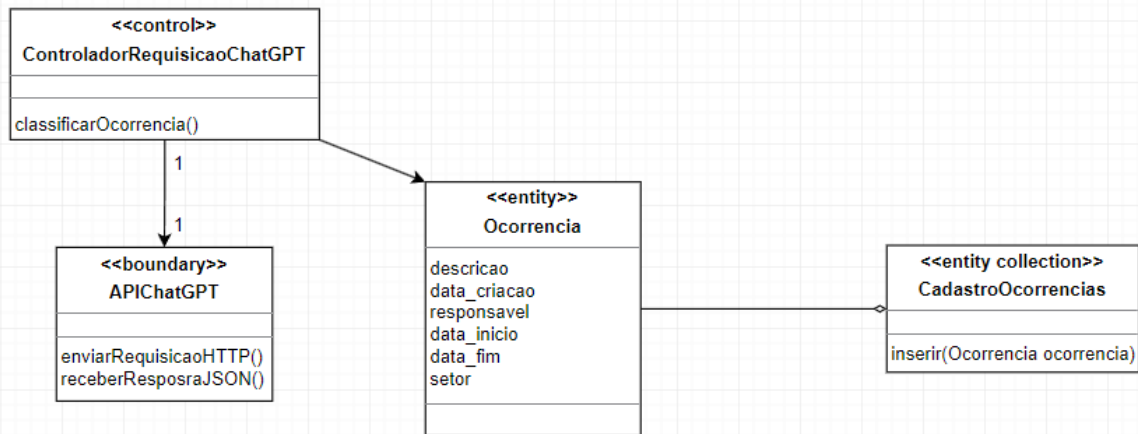 <<control>>
ControladorRequisicaoChatGPT
classificarOcorrencia()
1
1
<<boundary>>
APIChatGPT
enviarRequisicaoHTTP()
receberResposraJSON()
<<entity>>
Ocorrencia
descricao
data_criacao
responsavel
data_inicio
data_fim
setor
<<entity collection>>
CadastroOcorrencias
inserir(Ocorrencia ocorrencia)